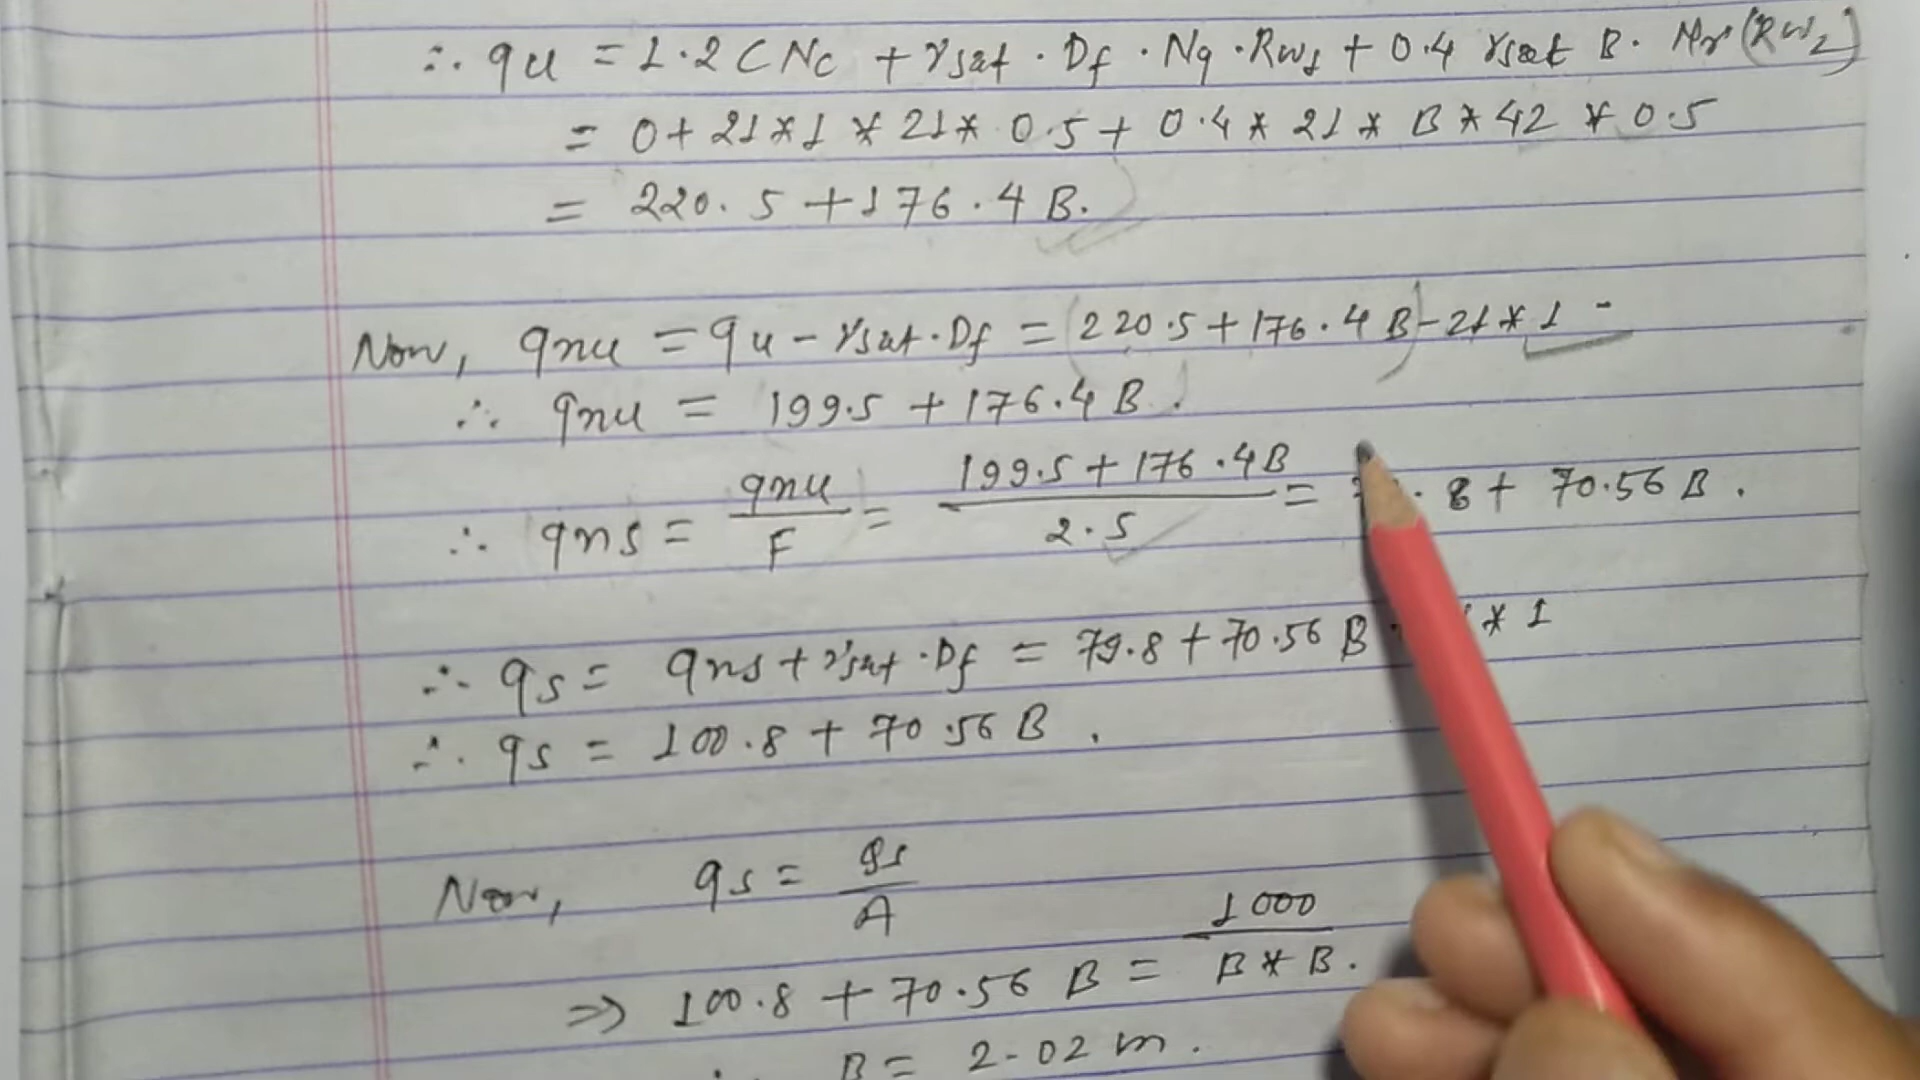 ∴ qu = 1.2 CNc + γsat · Df · Nq · Rw1 + 0.4 γsat B · Nγ (Rw2)
= 0 + 21 * 1 * 21 * 0.5 + 0.4 * 21 * B * 42 * 0.5
= 220.5 + 176.4 B.
Now, qnu = qu - γsat · Df = (220.5 + 176.4 B) - 21 * 1
∴ qnu = 199.5 + 176.4 B.
∴ qns = qnu / F = 199.5 + 176.4 B / 2.5 = .8 + 70.56 B.
∴ qs = qns + γsat · Df = 79.8 + 70.56 B * 1
∴ qs = 100.8 + 70.56 B.
Now, qs = Qs / A
⇒ 100.8 + 70.56 B = 1000 / B * B.
∴ B = 2.02 m.